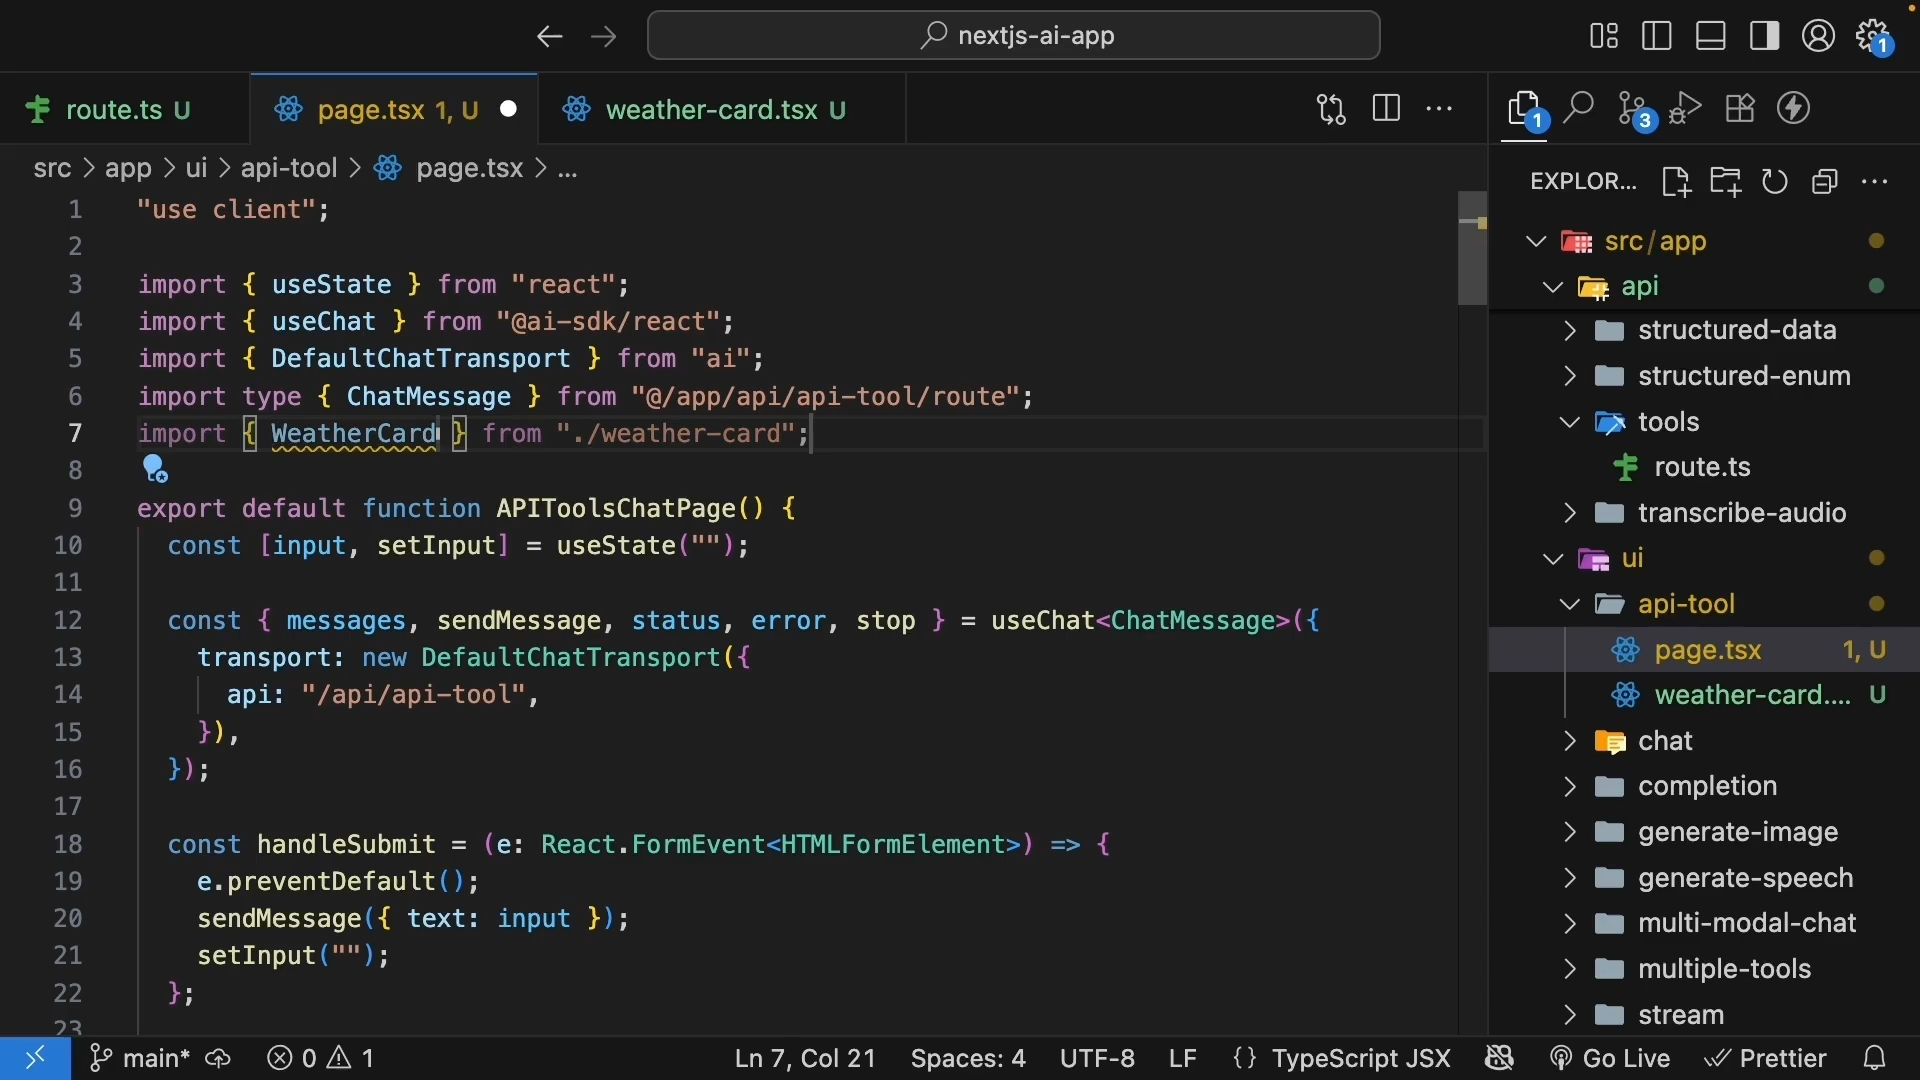 nextjs-ai-app
1
route.ts U
page.tsx 1, U
weather-card.tsx U
1
3
src > app > ui > api-tool > page.tsx > ...
EXPLOR...
1 "use client";
2
3 import { useState } from "react";
4 import { useChat } from "@ai-sdk/react";
5 import { DefaultChatTransport } from "ai";
6 import type { ChatMessage } from "@/app/api/api-tool/route";
7 import { WeatherCard } from "./weather-card";
8
9 export default function APIToolsChatPage() {
10 const [input, setInput] = useState("");
11
12 const { messages, sendMessage, status, error, stop } = useChat<ChatMessage>({
13 transport: new DefaultChatTransport({
14 api: "/api/api-tool",
15 }),
16 });
17
18 const handleSubmit = (e: React.FormEvent<HTMLFormElement>) => {
19 e.preventDefault();
20 sendMessage({ text: input });
21 setInput("");
22 };
23
src/app
api
structured-data
structured-enum
tools
route.ts
transcribe-audio
ui
api-tool
page.tsx 1, U
weather-card.... U
chat
completion
generate-image
generate-speech
multi-modal-chat
multiple-tools
stream
main* 0 1 Ln 7, Col 21 Spaces: 4 UTF-8 LF {} TypeScript JSX Go Live Prettier